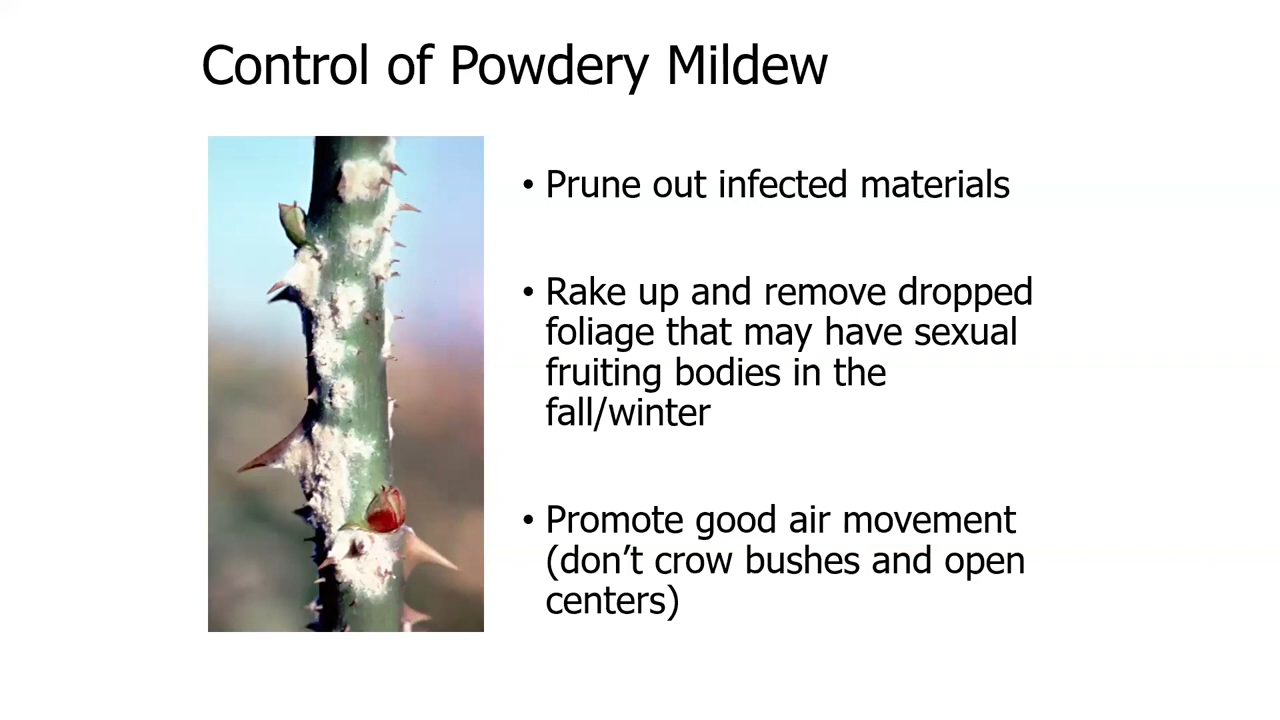 Control of Powdery Mildew
• Prune out infected materials
• Rake up and remove dropped
foliage that may have sexual
fruiting bodies in the
fall/winter
• Promote good air movement
(don’t crow bushes and open
centers)